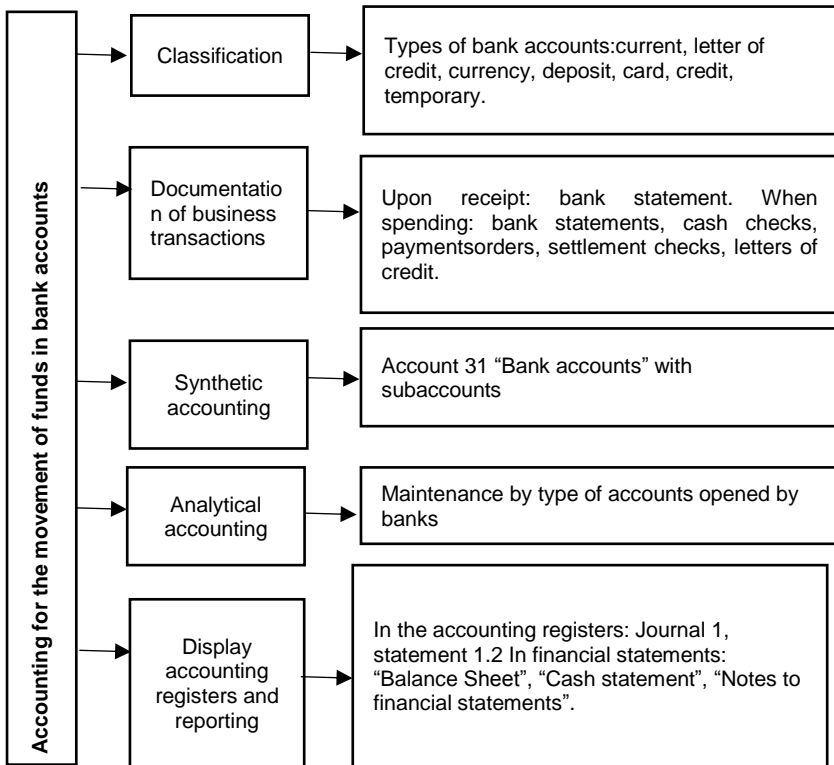 Accounting for the movement of funds in bank accounts
Classification
Types of bank accounts:current, letter of
credit, currency, deposit, card, credit,
temporary.
Documentatio
n of business
transactions
Upon receipt: bank statement. When
spending: bank statements, cash checks,
paymentsorders, settlement checks, letters of
credit.
Synthetic
accounting
Account 31 “Bank accounts” with
subaccounts
Analytical
accounting
Maintenance by type of accounts opened by
banks
Display
accounting
registers and
reporting
In the accounting registers: Journal 1,
statement 1.2 In financial statements:
“Balance Sheet”, “Cash statement”, “Notes to
financial statements”.